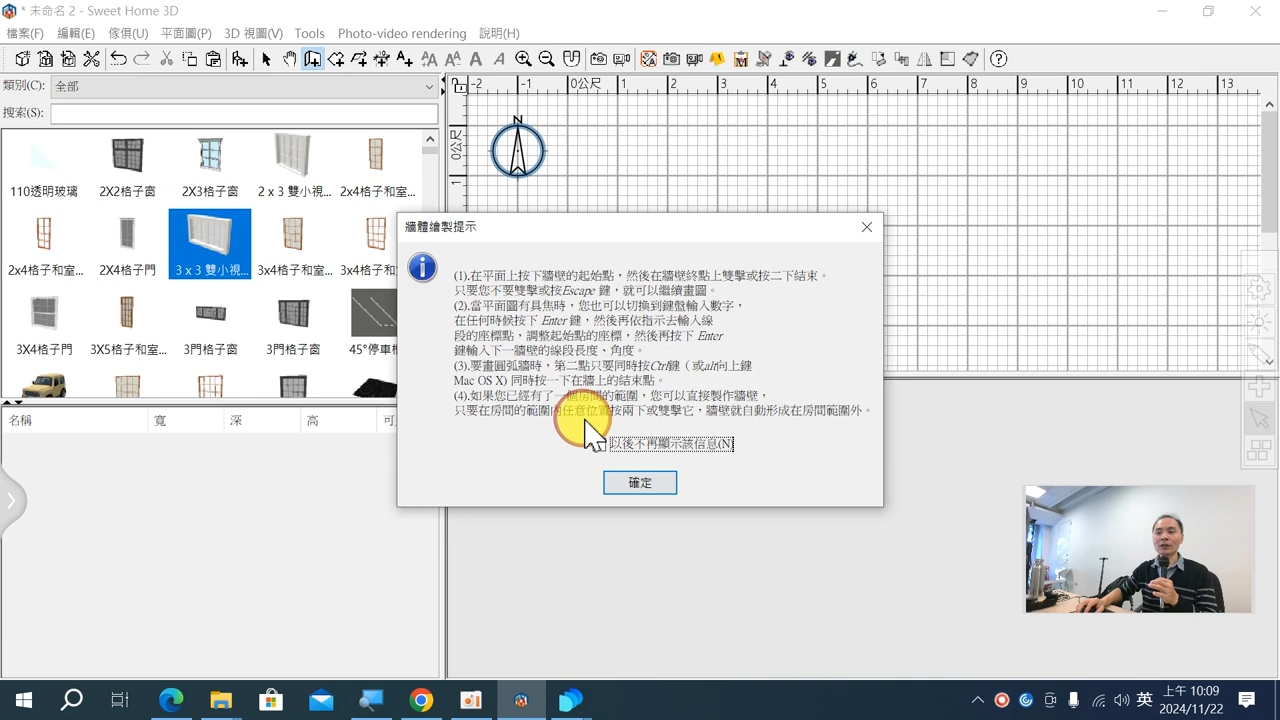 * 未命名 2 - Sweet Home 3D
檔案(F) 編輯(E) 傢俱(U) 平面圖(P) 3D 視圖(V) Tools Photo-video rendering 說明(H)
類別(C): 全部
搜索(S):
-2 -1 0公尺 1 2 3 4 5 6 7 8 9 10 11 12 13
0公尺
1
N
110透明玻璃 2X2格子窗 2X3格子窗 2 x 3 雙小視... 2x4格子和室...
2x4格子和室... 2X4格子門 3 x 3 雙小視... 3x4格子和室... 3x4格子和...
3X4格子門 3X5格子和室... 3門格子窗 3門格子窗 45°停車格
名稱 寬 深 高 可
牆體繪製提示
(1).在平面上按下牆壁的起始點，然後在牆壁終點上雙擊或按二下結束。
只要您不要雙擊或按Escape 鍵，就可以繼續畫圖。
(2).當平面圖有具焦時，您也可以切換到鍵盤輸入數字，
在任何時候按下 Enter 鍵，然後再依指示去輸入線
段的座標點，調整起始點的座標，然後再按下 Enter
鍵輸入下一牆壁的線段長度、角度。
(3).要畫圓弧牆時，第二點只要同時按Ctrl鍵（或alt向上鍵
Mac OS X) 同時按一下在牆上的結束點。
(4).如果您已經有了一個房間的範圍，您可以直接製作牆壁，
只要在房間的範圍內任意位置按兩下或雙擊它，牆壁就自動形成在房間範圍外。
以後不再顯示該信息(N)
確定
英
上午 10:09
2024/11/22